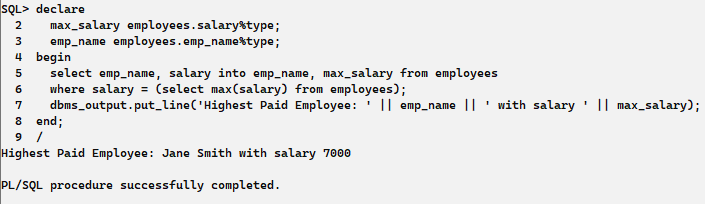 SQL> declare
  2    max_salary employees.salary%type;
  3    emp_name employees.emp_name%type;
  4  begin
  5    select emp_name, salary into emp_name, max_salary from employees
  6    where salary = (select max(salary) from employees);
  7    dbms_output.put_line('Highest Paid Employee: ' || emp_name || ' with salary ' || max_salary);
  8  end;
  9  /
Highest Paid Employee: Jane Smith with salary 7000

PL/SQL procedure successfully completed.